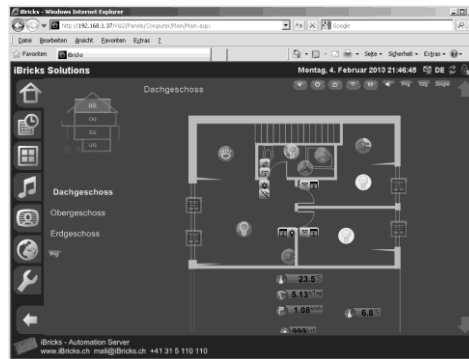 iBricks - Windows Internet Explorer
http://192.168.1.37/Vis2/Panels/Computer/Main/Main.aspx
Google
Datei Bearbeiten Ansicht Favoriten Extras ?
Favoriten iBricks
Seite Sicherheit Extras
iBricks Solutions
Montag, 4. Februar 2013 21:46:45 DE
Dachgeschoss
DG
OG
EG
UG
Dachgeschoss
Obergeschoss
Erdgeschoss
23.5°C
5.13
1.08
6.8°C
999Lux
iBricks - Automation Server
www.iBricks.ch mail@iBricks.ch +41 31 5 110 110